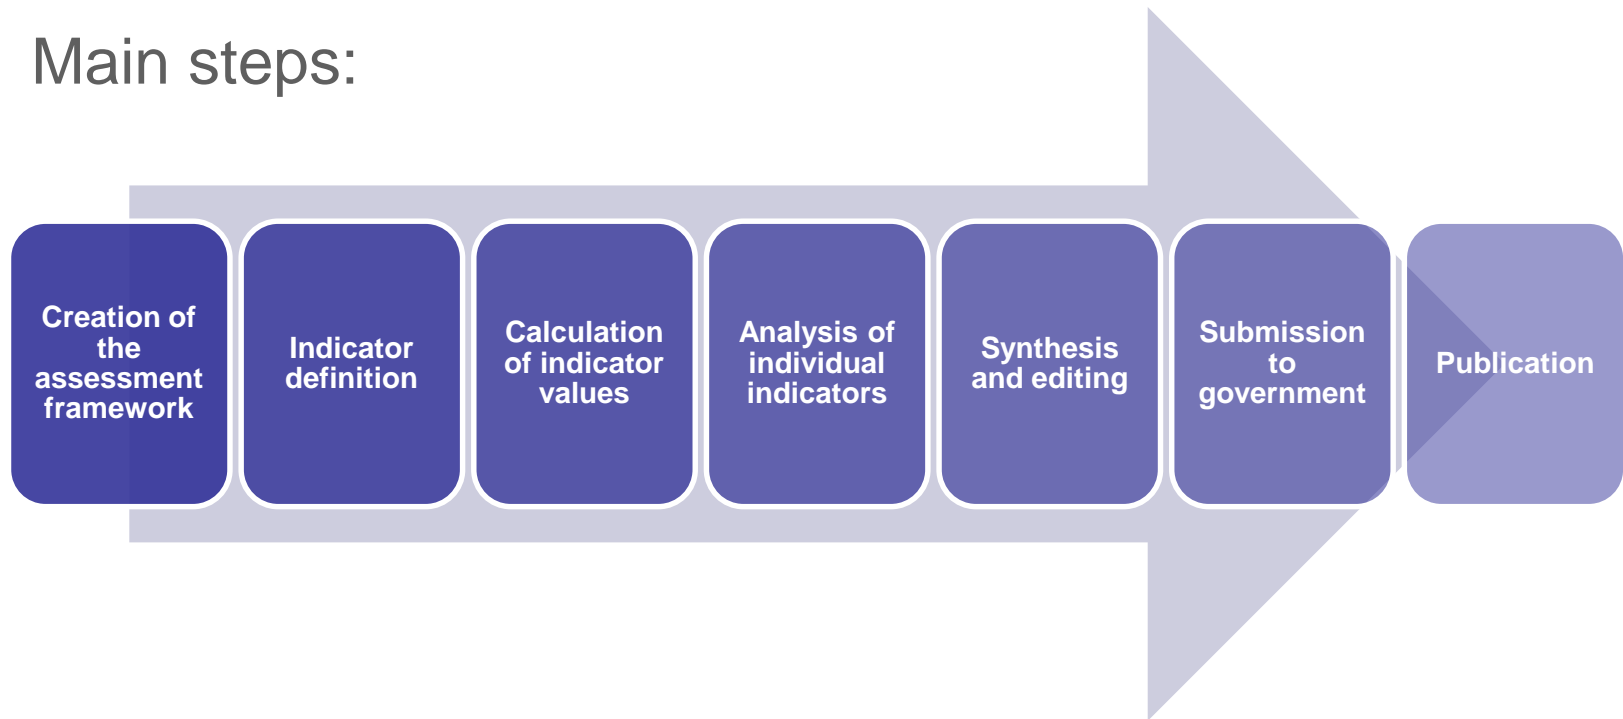 Main steps:
Creation of
the
assessment
framework
Indicator
definition
Calculation
of indicator
values
Analysis of
individual
indicators
Synthesis
and editing
Submission
to
government
Publication